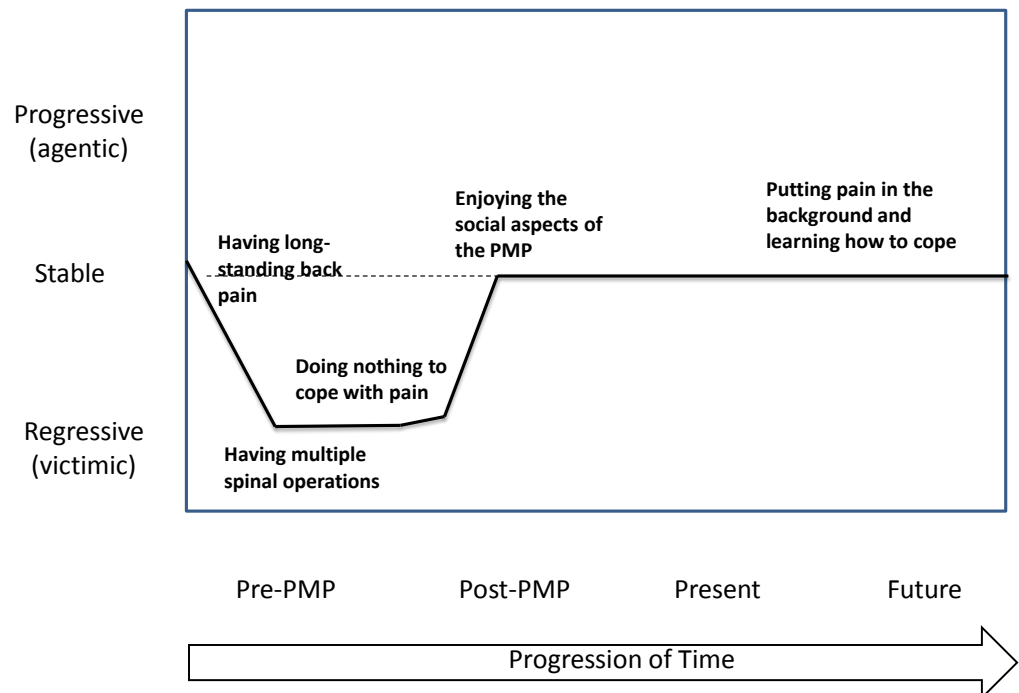 Progressive
(agentic)
Stable
Regressive
(victimic)
Having long-
standing back
pain
Doing nothing to
cope with pain
Having multiple
spinal operations
Enjoying the
social aspects of
the PMP
Putting pain in the
background and
learning how to cope
Pre-PMP
Post-PMP
Present
Future
Progression of Time